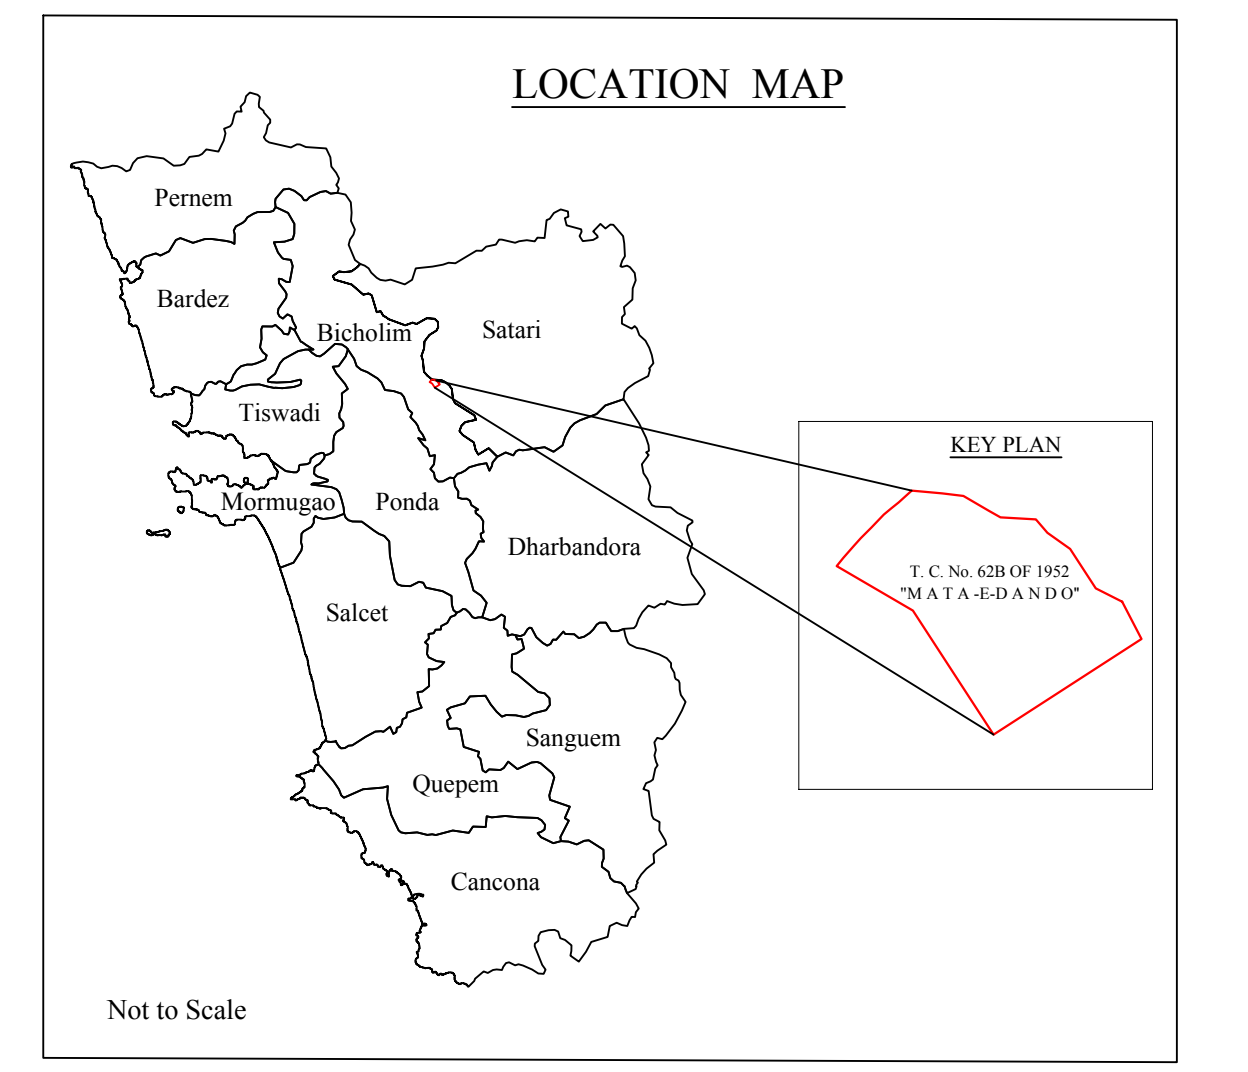 LOCATION MAP
Pernem
Bardez
Bicholim
Satari
Tiswadi
KEY PLAN
Mormugao
Ponda
Dharbandora
T. C. No. 62B OF 1952
"M A T A -E-D A N D O"
Salcet
Sanguem
Quepem
Cancona
Not to Scale